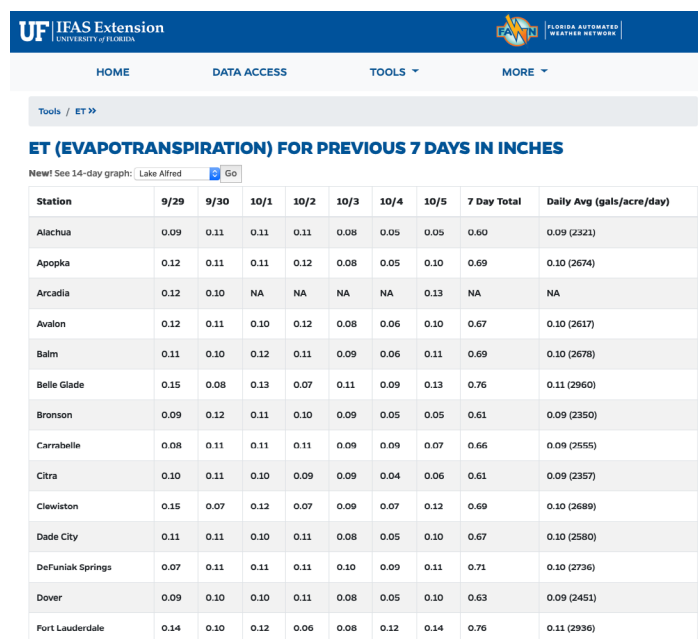 UF IFAS Extension
UNIVERSITY of FLORIDA
FAWN FLORIDA AUTOMATED
WEATHER NETWORK
HOME DATA ACCESS TOOLS MORE
Tools / ET »
ET (EVAPOTRANSPIRATION) FOR PREVIOUS 7 DAYS IN INCHES
New! See 14-day graph: Lake Alfred Go
Station 9/29 9/30 10/1 10/2 10/3 10/4 10/5 7 Day Total Daily Avg (gals/acre/day)
Alachua 0.09 0.11 0.11 0.11 0.08 0.05 0.05 0.60 0.09 (2321)
Apopka 0.12 0.11 0.11 0.12 0.08 0.05 0.10 0.69 0.10 (2674)
Arcadia 0.12 0.10 NA NA NA NA 0.13 NA NA
Avalon 0.12 0.11 0.10 0.12 0.08 0.06 0.10 0.67 0.10 (2617)
Balm 0.11 0.10 0.12 0.11 0.09 0.06 0.11 0.69 0.10 (2678)
Belle Glade 0.15 0.08 0.13 0.07 0.11 0.09 0.13 0.76 0.11 (2960)
Bronson 0.09 0.12 0.11 0.10 0.09 0.05 0.05 0.61 0.09 (2350)
Carrabelle 0.08 0.11 0.11 0.11 0.09 0.09 0.07 0.66 0.09 (2555)
Citra 0.10 0.11 0.10 0.09 0.09 0.04 0.06 0.61 0.09 (2357)
Clewiston 0.15 0.07 0.12 0.07 0.09 0.07 0.12 0.69 0.10 (2689)
Dade City 0.11 0.11 0.10 0.11 0.08 0.05 0.10 0.67 0.10 (2580)
DeFuniak Springs 0.07 0.11 0.11 0.11 0.10 0.09 0.11 0.71 0.10 (2736)
Dover 0.09 0.10 0.10 0.11 0.08 0.05 0.10 0.63 0.09 (2451)
Fort Lauderdale 0.14 0.10 0.12 0.06 0.08 0.12 0.14 0.76 0.11 (2936)